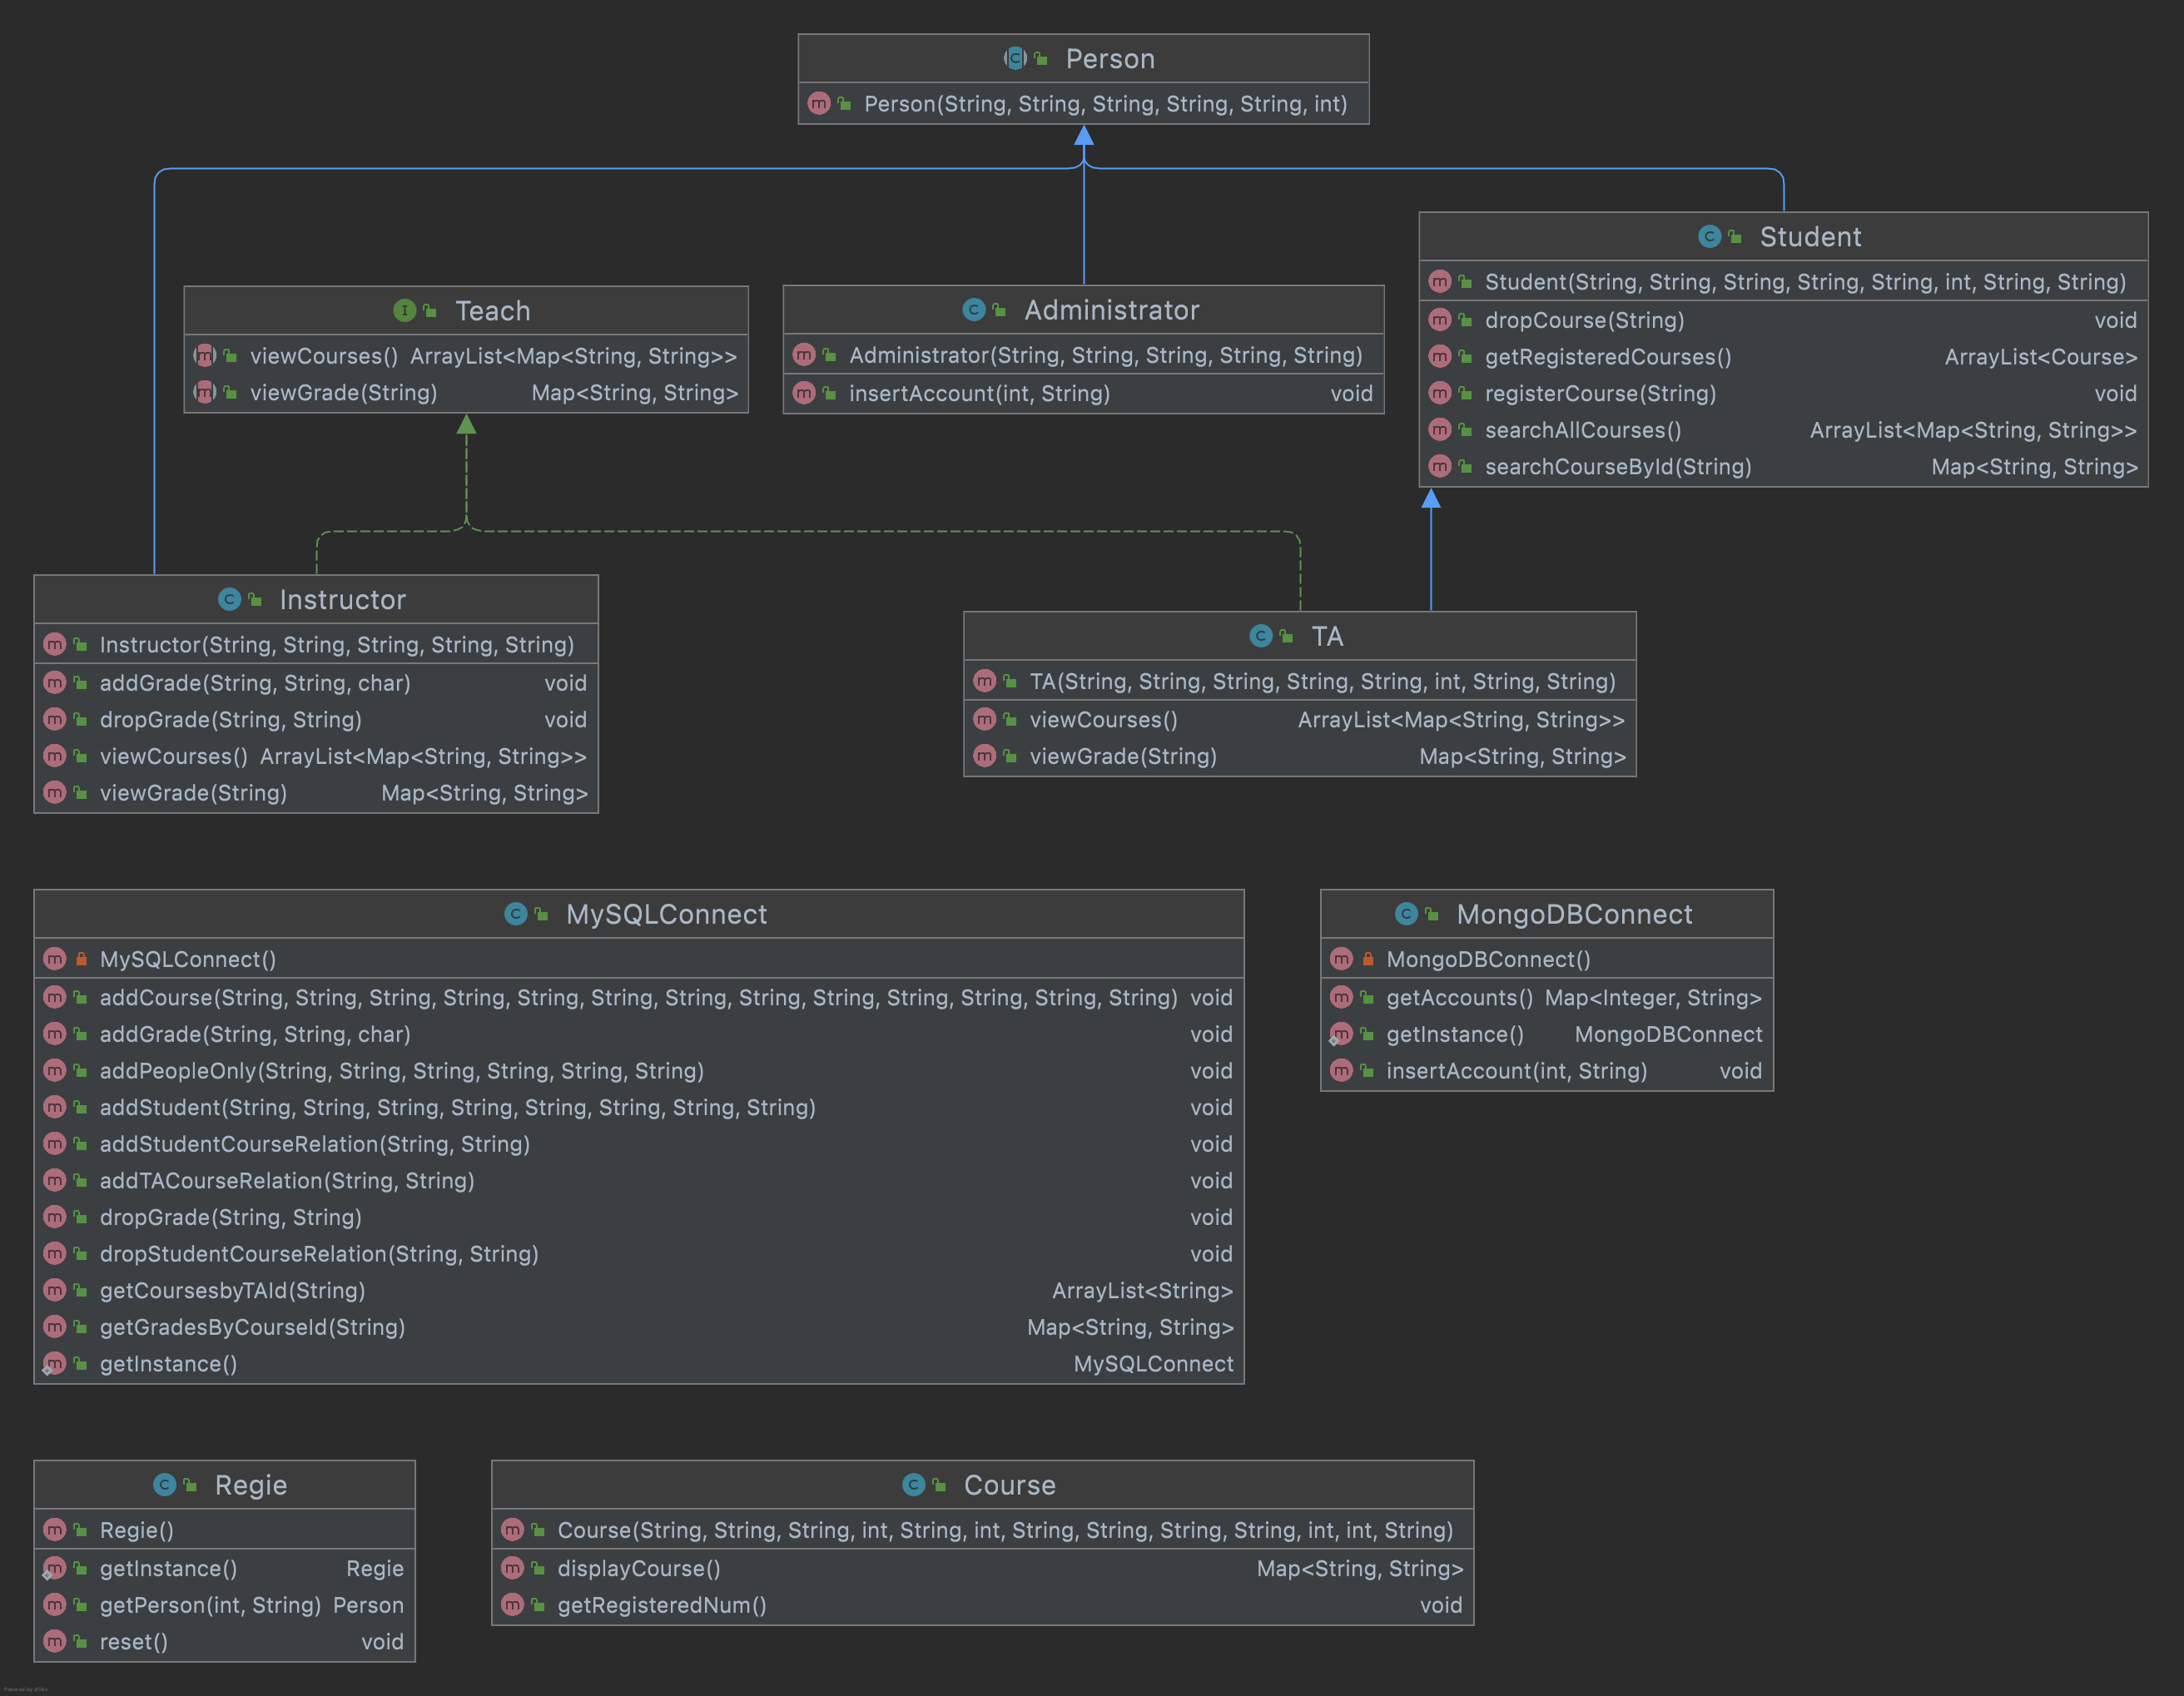 Person
Person(String, String, String, String, String, int)
Student
Student(String, String, String, String, String, int, String, String)
dropCourse(String) void
getRegisteredCourses() ArrayList<Course>
registerCourse(String) void
searchAllCourses() ArrayList<Map<String, String>>
searchCourseById(String) Map<String, String>
Teach
viewCourses() ArrayList<Map<String, String>>
viewGrade(String) Map<String, String>
Administrator
Administrator(String, String, String, String, String)
insertAccount(int, String) void
Instructor
Instructor(String, String, String, String, String)
addGrade(String, String, char) void
dropGrade(String, String) void
viewCourses() ArrayList<Map<String, String>>
viewGrade(String) Map<String, String>
TA
TA(String, String, String, String, String, int, String, String)
viewCourses() ArrayList<Map<String, String>>
viewGrade(String) Map<String, String>
MySQLConnect
MySQLConnect()
addCourse(String, String, String, String, String, String, String, String, String, String, String, String, String) void
addGrade(String, String, char) void
addPeopleOnly(String, String, String, String, String, String) void
addStudent(String, String, String, String, String, String, String, String) void
addStudentCourseRelation(String, String) void
addTACourseRelation(String, String) void
dropGrade(String, String) void
dropStudentCourseRelation(String, String) void
getCoursesbyTAId(String) ArrayList<String>
getGradesByCourseId(String) Map<String, String>
getInstance() MySQLConnect
MongoDBConnect
MongoDBConnect()
getAccounts() Map<Integer, String>
getInstance() MongoDBConnect
insertAccount(int, String) void
Regie
Regie()
getInstance() Regie
getPerson(int, String) Person
reset() void
Course
Course(String, String, String, int, String, int, String, String, String, String, int, int, String)
displayCourse() Map<String, String>
getRegisteredNum() void
Powered by yFiles